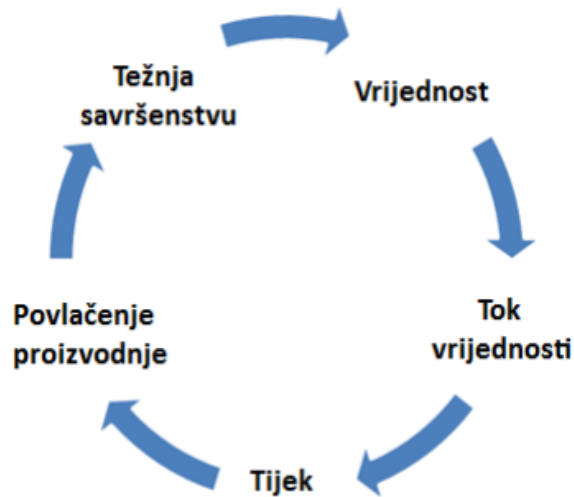 Težnja
savršenstvu
Vrijednost
Tok
vrijednosti
Tijek
Povlačenje
proizvodnje